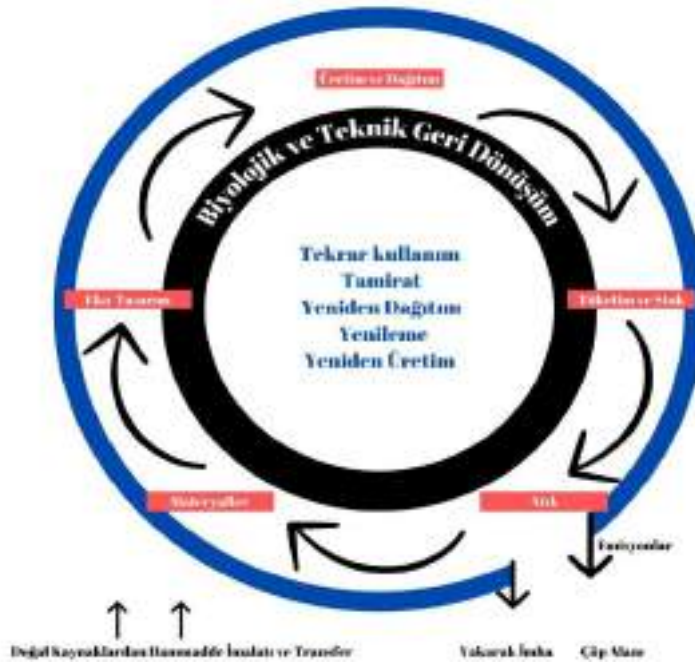 Üretim ve Dağıtım
Biyolojik ve Teknik Geri Dönüşüm
Tekrar kullanım
Tamirat
Yeniden Dağıtım
Yenileme
Yeniden Üretim
Eko Tasarım
Tüketim ve Stok
Materyaller
Atık
Emisyonlar
Doğal Kaynaklardan Hammadde İmalatı ve Transfer
Yakarak İmha
Çöp Alanı